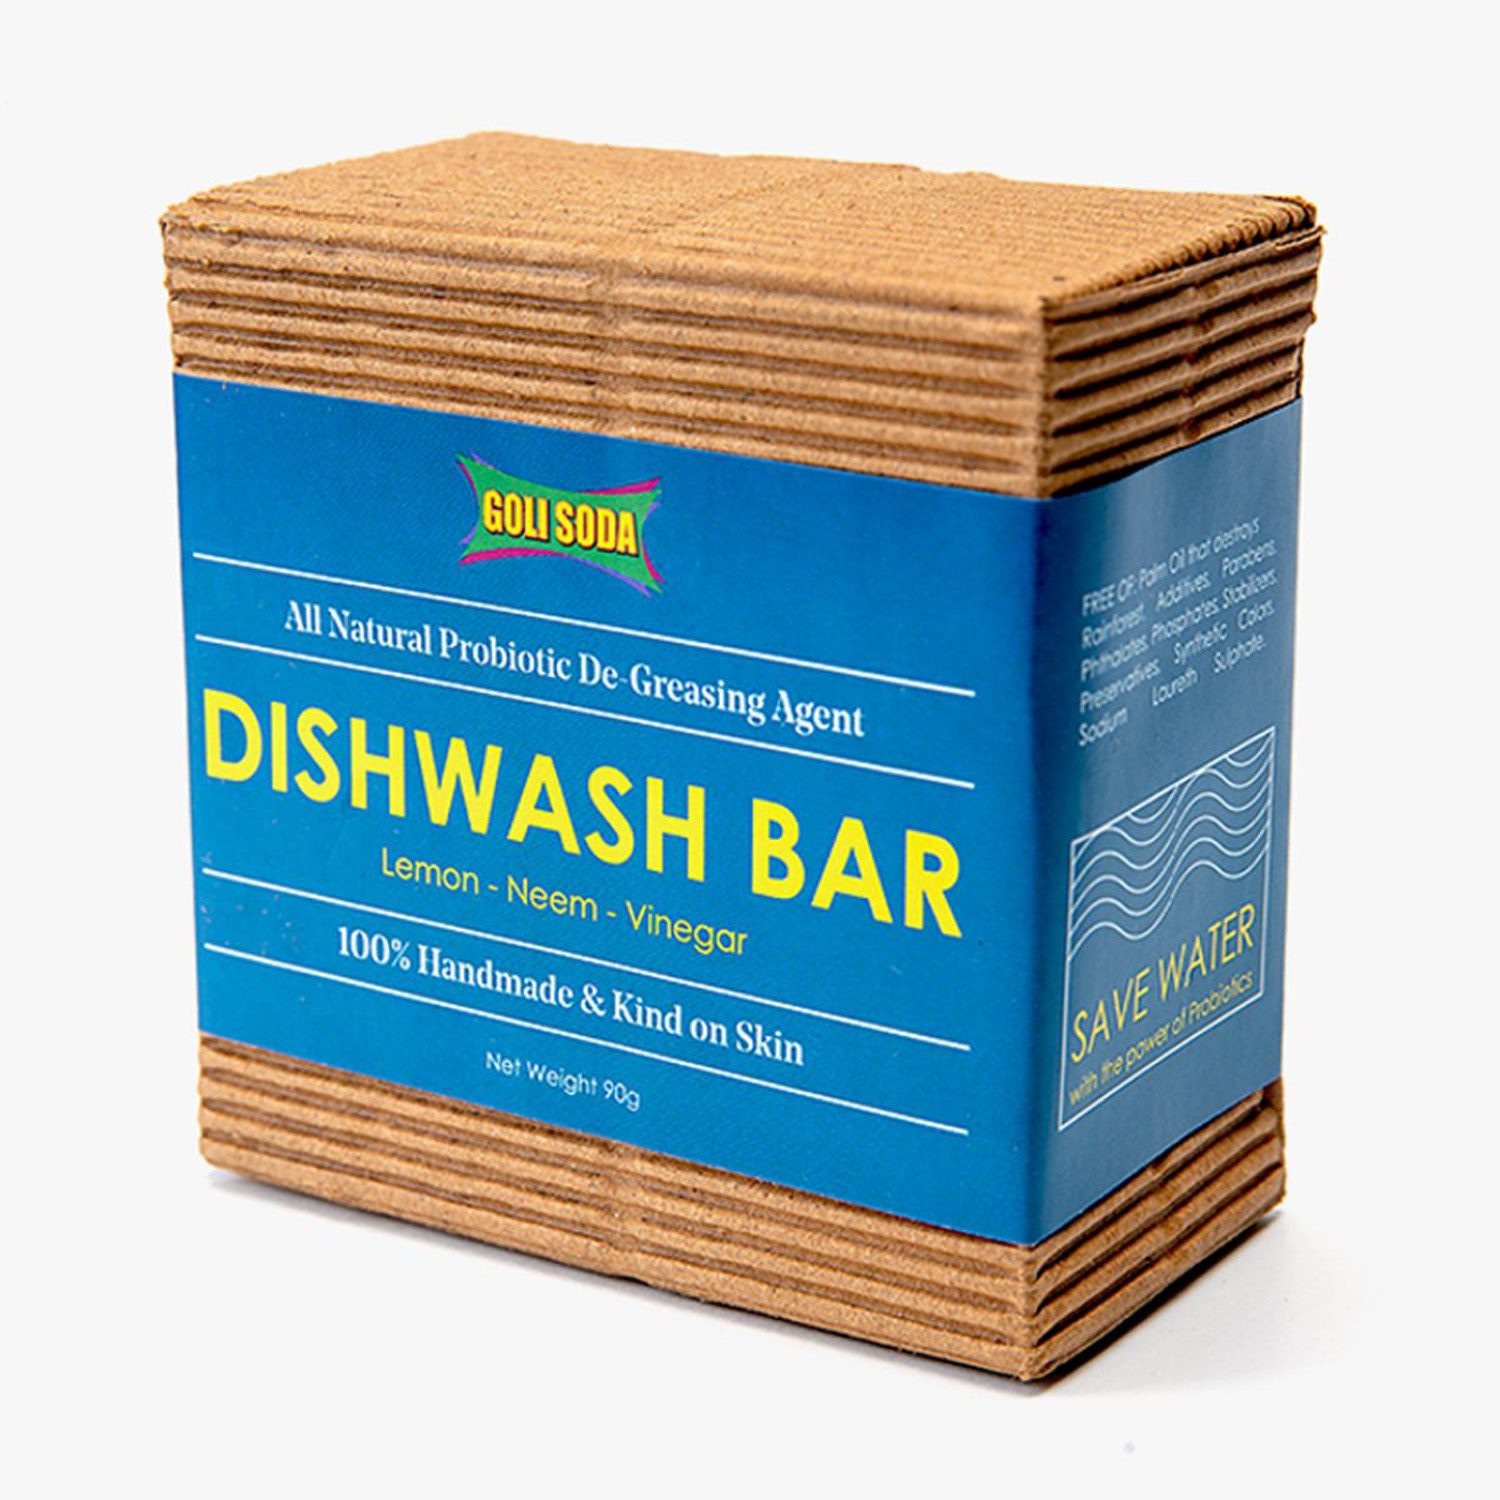 GOLI SODA
All Natural Probiotic De-Greasing Agent
DISHWASH BAR
Lemon - Neem - Vinegar
100% Handmade & Kind on Skin
Net Weight 90g
FREE OF: Palm Oil that destroys
Rainforest, Additives, Parabens,
Phthalates, Phosphates, Stabilizers,
Preservatives, Synthetic Colors,
Sodium Laureth Sulphate.
SAVE WATER
with the power of Probiotics